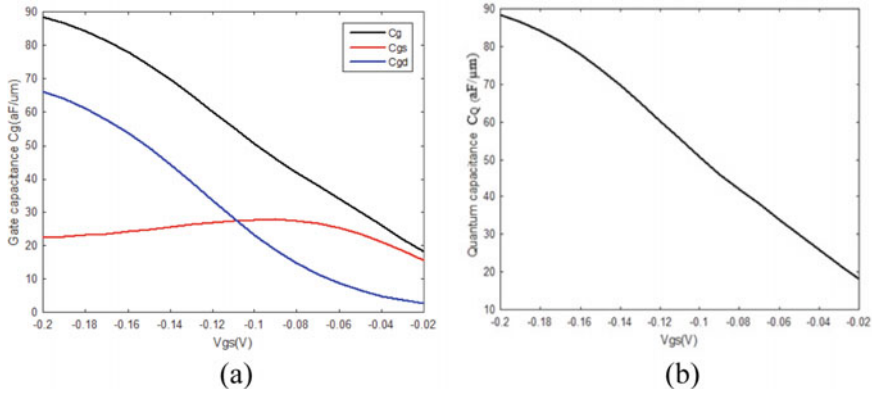 90
80
70
60
50
40
30
20
10
0
-0.2 -0.18 -0.16 -0.14 -0.12 -0.1 -0.08 -0.06 -0.04 -0.02
Gate capacitance Cg(aF/um)
Vgs(V)
Cg
Cgs
Cgd
(a)
90
80
70
60
50
40
30
20
10
-0.2 -0.18 -0.16 -0.14 -0.12 -0.1 -0.08 -0.06 -0.04 -0.02
Quantum capacitance CQ (aF/μm)
Vgs(V)
(b)